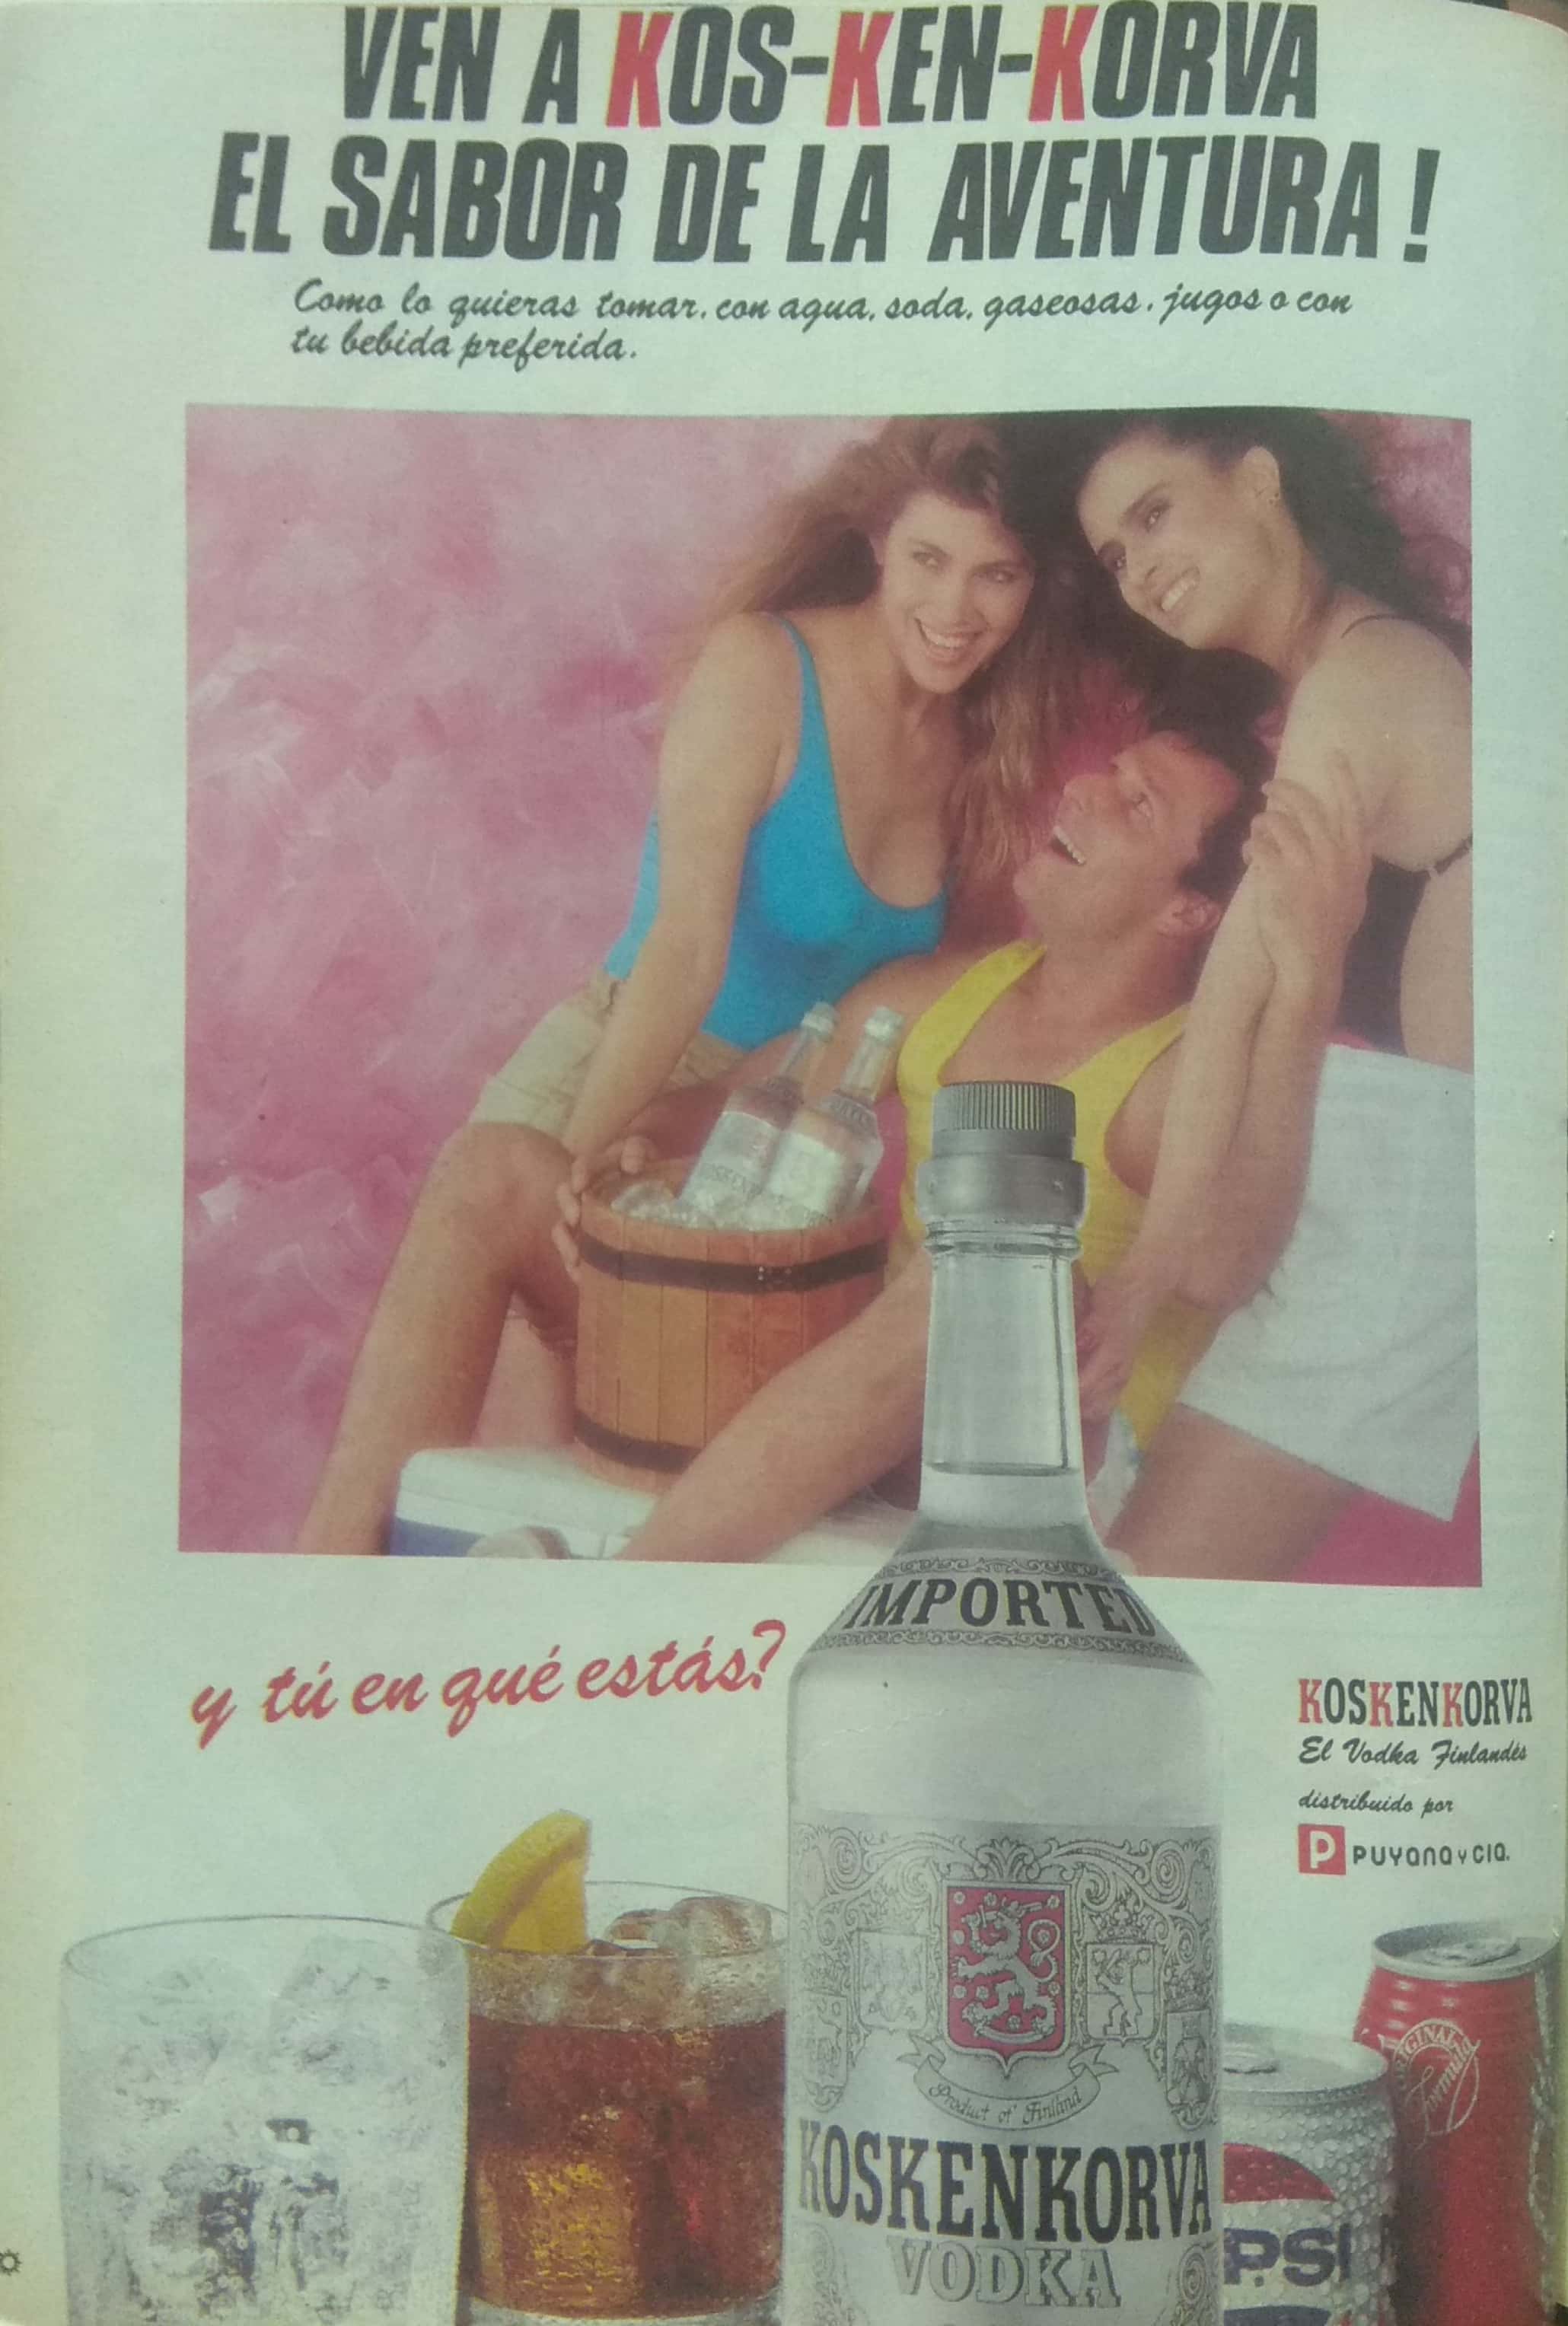 VEN A KOS-KEN-KORVA
EL SABOR DE LA AVENTURA!
Como lo quieras tomar, con agua, soda, gaseosas, jugos o con
tu bebida preferida.
y tú en qué estás?
IMPORTED
KOSKENKORVA
El Vodka Finlandés
distribuido por
P PUYANA Y CIA.
Product of Finland
KOSKENKORVA
VODKA
ORIGINAL
Formula
PSI